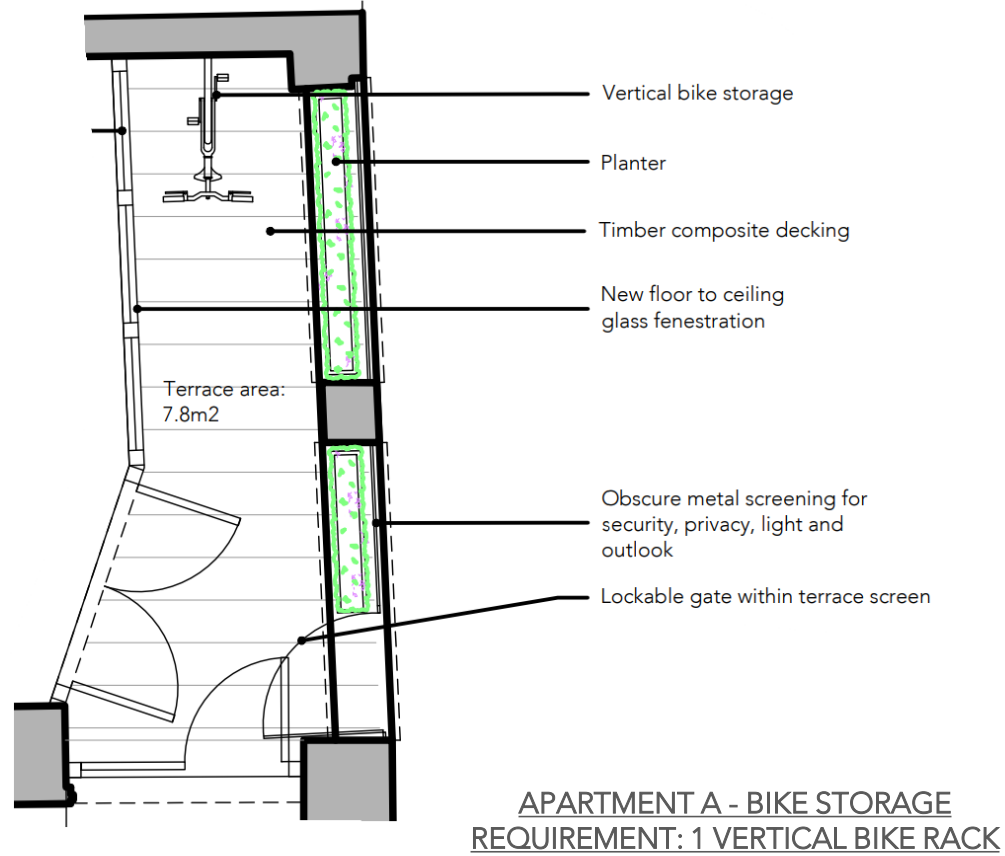 Vertical bike storage
Planter
Timber composite decking
New floor to ceiling
glass fenestration
Terrace area:
7.8m2
Obscure metal screening for
security, privacy, light and
outlook
Lockable gate within terrace screen
APARTMENT A - BIKE STORAGE
REQUIREMENT: 1 VERTICAL BIKE RACK